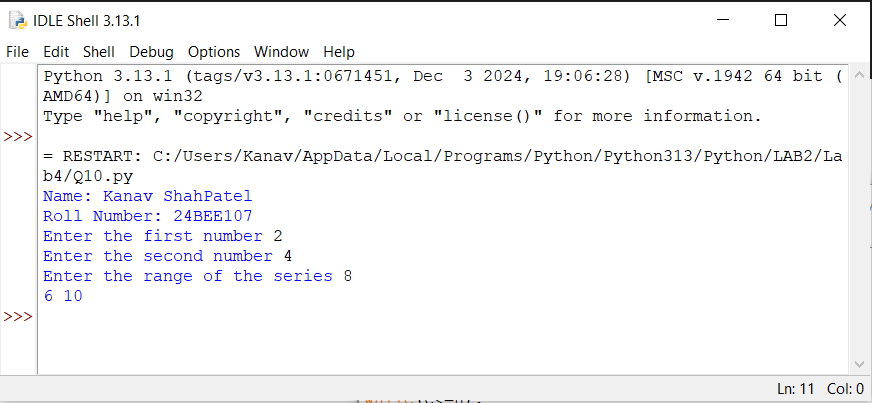 IDLE Shell 3.13.1
File Edit Shell Debug Options Window Help
Python 3.13.1 (tags/v3.13.1:0671451, Dec  3 2024, 19:06:28) [MSC v.1942 64 bit (
AMD64)] on win32
Type "help", "copyright", "credits" or "license()" for more information.
>>>
= RESTART: C:/Users/Kanav/AppData/Local/Programs/Python/Python313/Python/LAB2/La
b4/Q10.py
Name: Kanav ShahPatel
Roll Number: 24BEE107
Enter the first number 2
Enter the second number 4
Enter the range of the series 8
6 10
>>>
Ln: 11 Col: 0